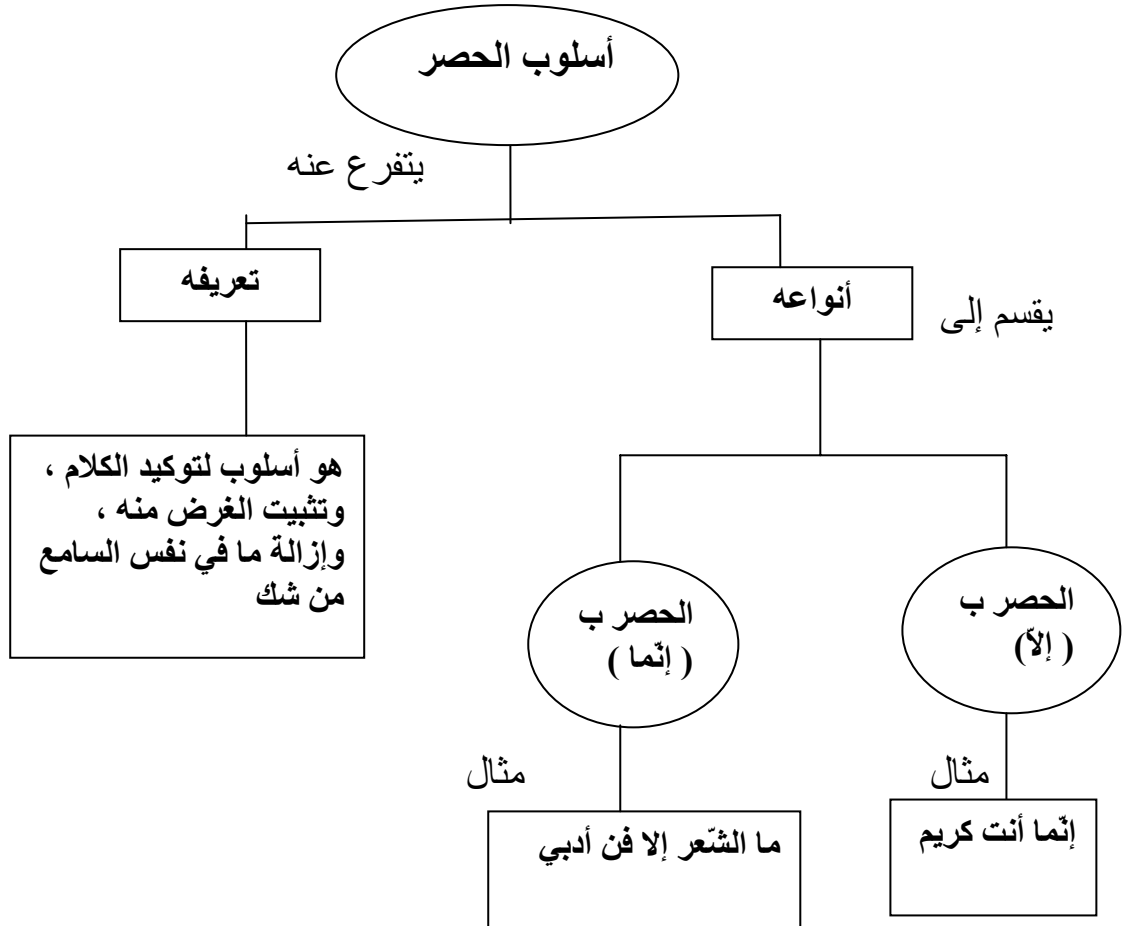 أسلوب الحصر
يتفرع عنه
أنواعه
تعريفه
يقسم إلى
هو أسلوب لتوكيد الكلام ،
وتثبيت الغرض منه ،
وإزالة ما في نفس السامع
من شك
الحصر ب
( إلاّ)
الحصر ب
( إنّما )
مثال
مثال
إنّما أنت كريم
ما الشّعر إلا فن أدبي